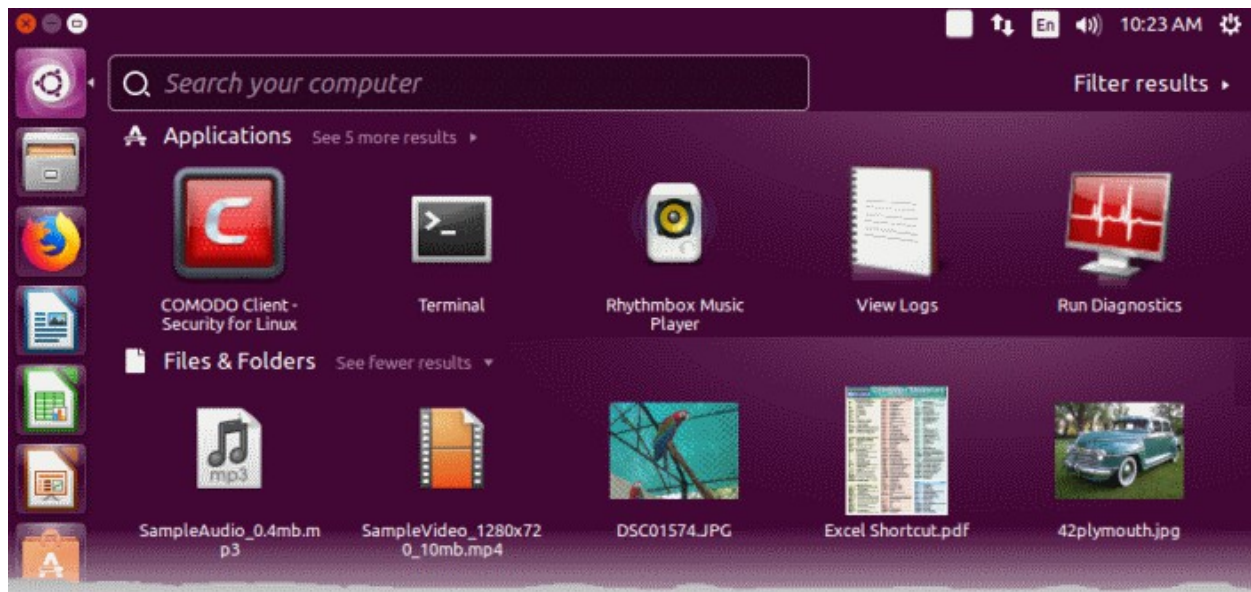 En
10:23 AM
Search your computer
Filter results
Applications See 5 more results
C
>_
COMODO Client -
Security for Linux
Terminal
Rhythmbox Music
Player
View Logs
Run Diagnostics
Files & Folders See fewer results
mp3
SampleAudio_0.4mb.m
p3
SampleVideo_1280x72
0_10mb.mp4
DSC01574.JPG
Excel Shortcut.pdf
42plymouth.jpg